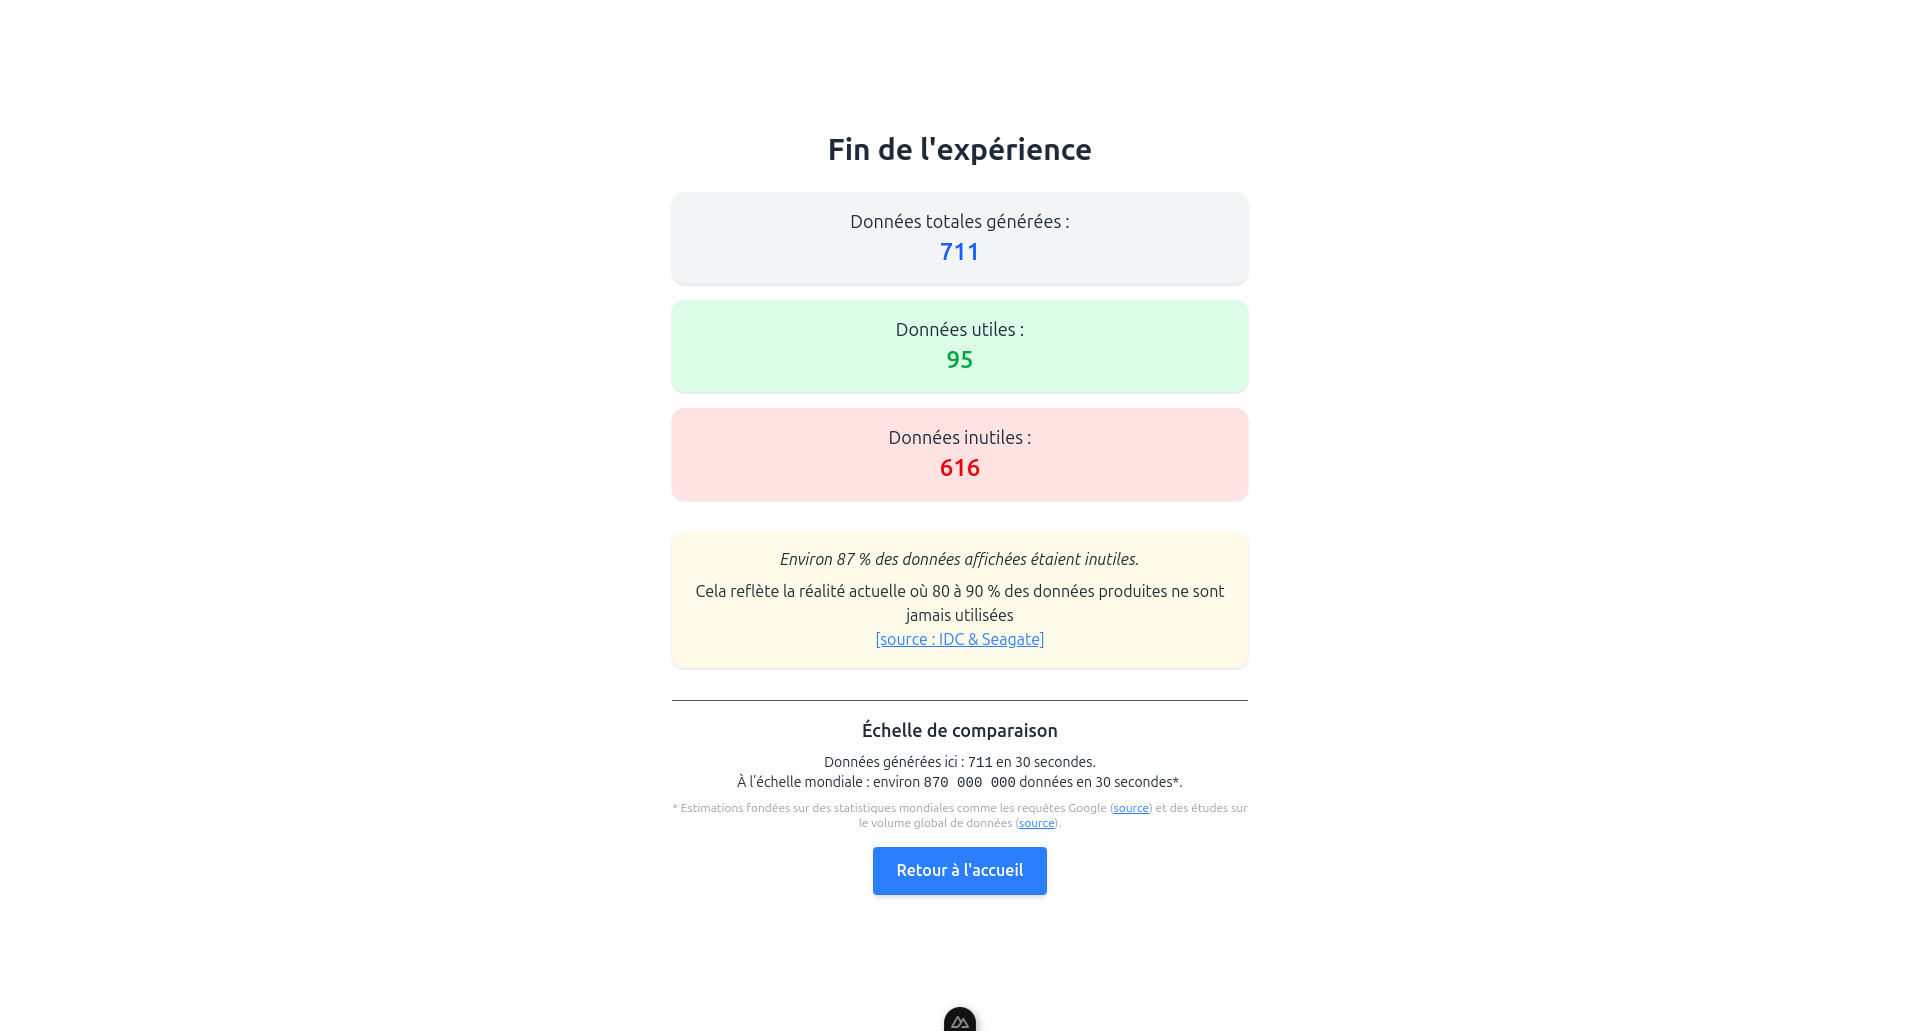 Fin de l'expérience
Données totales générées :
711
Données utiles :
95
Données inutiles :
616
Environ 87 % des données affichées étaient inutiles.
Cela reflète la réalité actuelle où 80 à 90 % des données produites ne sont
jamais utilisées
[source : IDC & Seagate]
Échelle de comparaison
Données générées ici : 711 en 30 secondes.
À l’échelle mondiale : environ 870 000 000 données en 30 secondes*.
* Estimations fondées sur des statistiques mondiales comme les requêtes Google (source) et des études sur
le volume global de données (source).
Retour à l'accueil